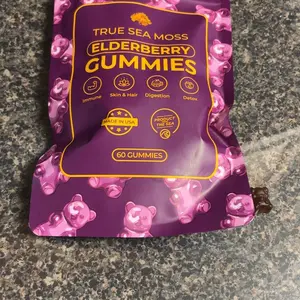 TRUE SEA MOSS
ELDERBERRY
GUMMIES
Immune
Skin & Hair
Digestion
Detox
MADE IN USA
PRODUCT
OF THE SEA
60 GUMMIES